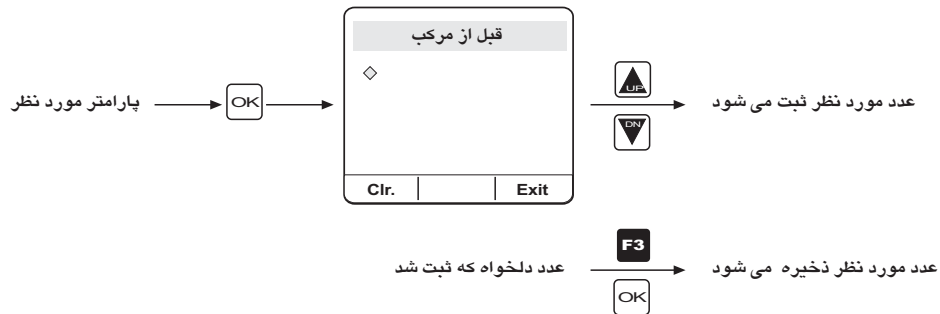 قبل از مرکب
پارامتر مورد نظر
OK
UP
DN
عدد مورد نظر ثبت می شود
Clr.
Exit
عدد دلخواه که ثبت شد
F3
OK
عدد مورد نظر ذخیره می شود